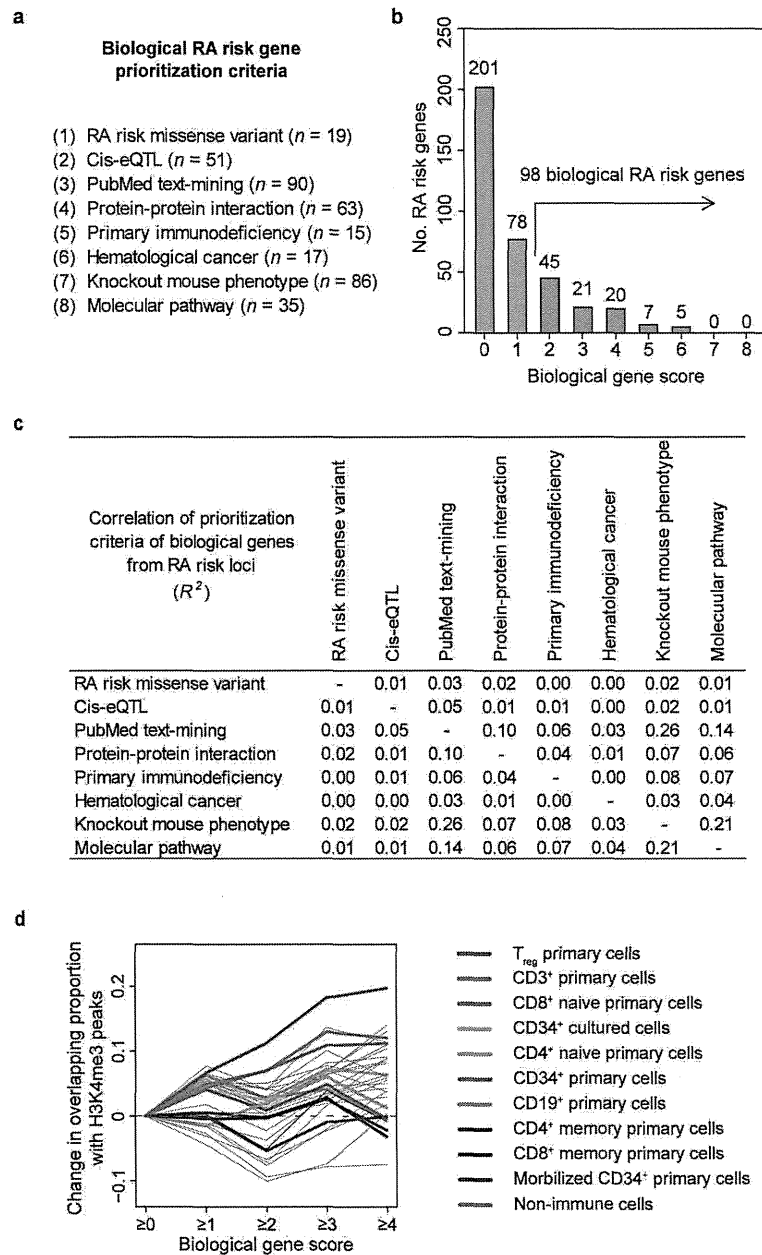 a
Biological RA risk gene
prioritization criteria
(1) RA risk missense variant (n = 19)
(2) Cis-eQTL (n = 51)
(3) PubMed text-mining (n = 90)
(4) Protein-protein interaction (n = 63)
(5) Primary immunodeficiency (n = 15)
(6) Hematological cancer (n = 17)
(7) Knockout mouse phenotype (n = 86)
(8) Molecular pathway (n = 35)
b
No. RA risk genes
200
150
100
50
0
201
78
45
21
20
7
5
0
0
98 biological RA risk genes
0 1 2 3 4 5 6 7 8
Biological gene score
c
Correlation of prioritization
criteria of biological genes
from RA risk loci
(R²)
RA risk missense variant
Cis-eQTL
PubMed text-mining
Protein-protein interaction
Primary immunodeficiency
Hematological cancer
Knockout mouse phenotype
Molecuular pathway
RA risk missense variant - 0.01 0.03 0.02 0.00 0.00 0.02 0.01
Cis-eQTL 0.01 - 0.05 0.01 0.01 0.00 0.02 0.01
PubMed text-mining 0.03 0.05 - 0.10 0.06 0.03 0.26 0.14
Protein-protein interaction 0.02 0.01 0.10 - 0.04 0.01 0.07 0.06
Primary immunodeficiency 0.00 0.01 0.06 0.04 - 0.00 0.08 0.07
Hematological cancer 0.00 0.00 0.03 0.01 0.00 - 0.03 0.04
Knockout mouse phenotype 0.02 0.02 0.26 0.07 0.08 0.03 - 0.21
Molecular pathway 0.01 0.01 0.14 0.06 0.07 0.04 0.21 -
d
Change in overlapping proportion
with H3K4me3 peaks
0.2
0.1
0
−0.1
≥0 ≥1 ≥2 ≥3 ≥4
Biological gene score
Treg primary cells
CD3⁺ primary cells
CD8⁺ naive primary cells
CD34⁺ cultured cells
CD4⁺ naive primary cells
CD34⁺ primary cells
CD19⁺ primary cells
CD4⁺ memory primary cells
CD8⁺ memory primary cells
Morbilized CD34⁺ primary cells
Non-immune cells